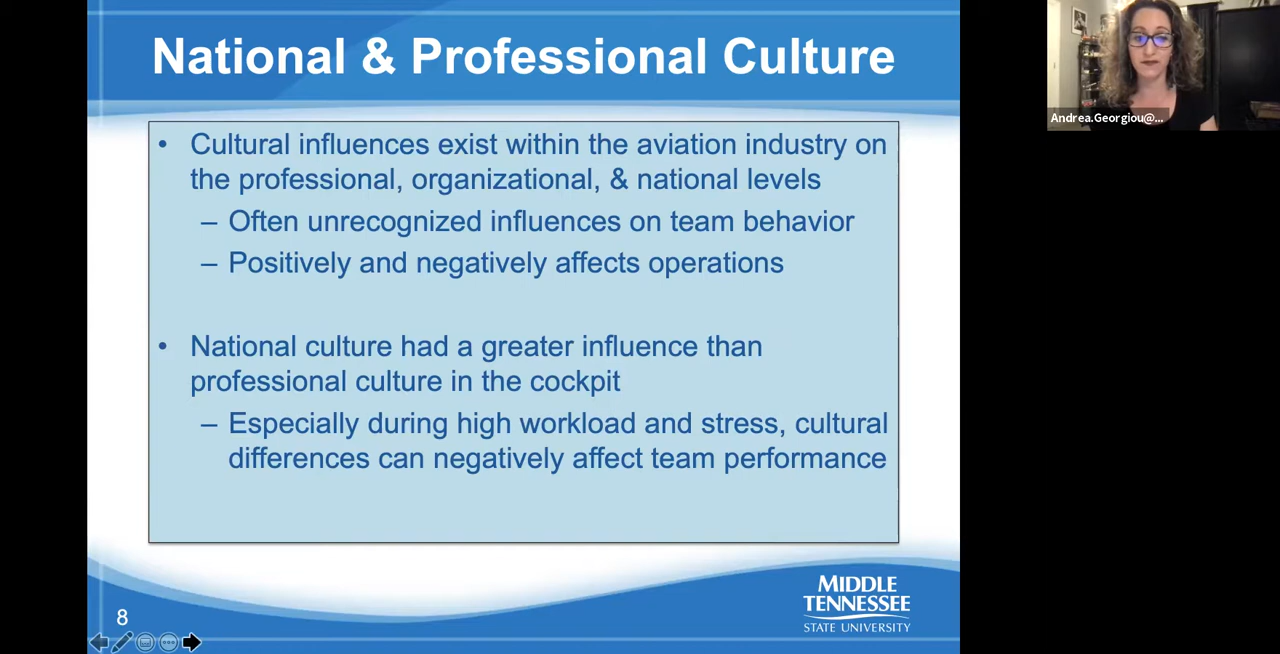 National & Professional Culture
• Cultural influences exist within the aviation industry on
the professional, organizational, & national levels
– Often unrecognized influences on team behavior
– Positively and negatively affects operations
• National culture had a greater influence than
professional culture in the cockpit
– Especially during high workload and stress, cultural
differences can negatively affect team performance
8
MIDDLE
TENNESSEE
STATE UNIVERSITY
Andrea.Georgiou@...